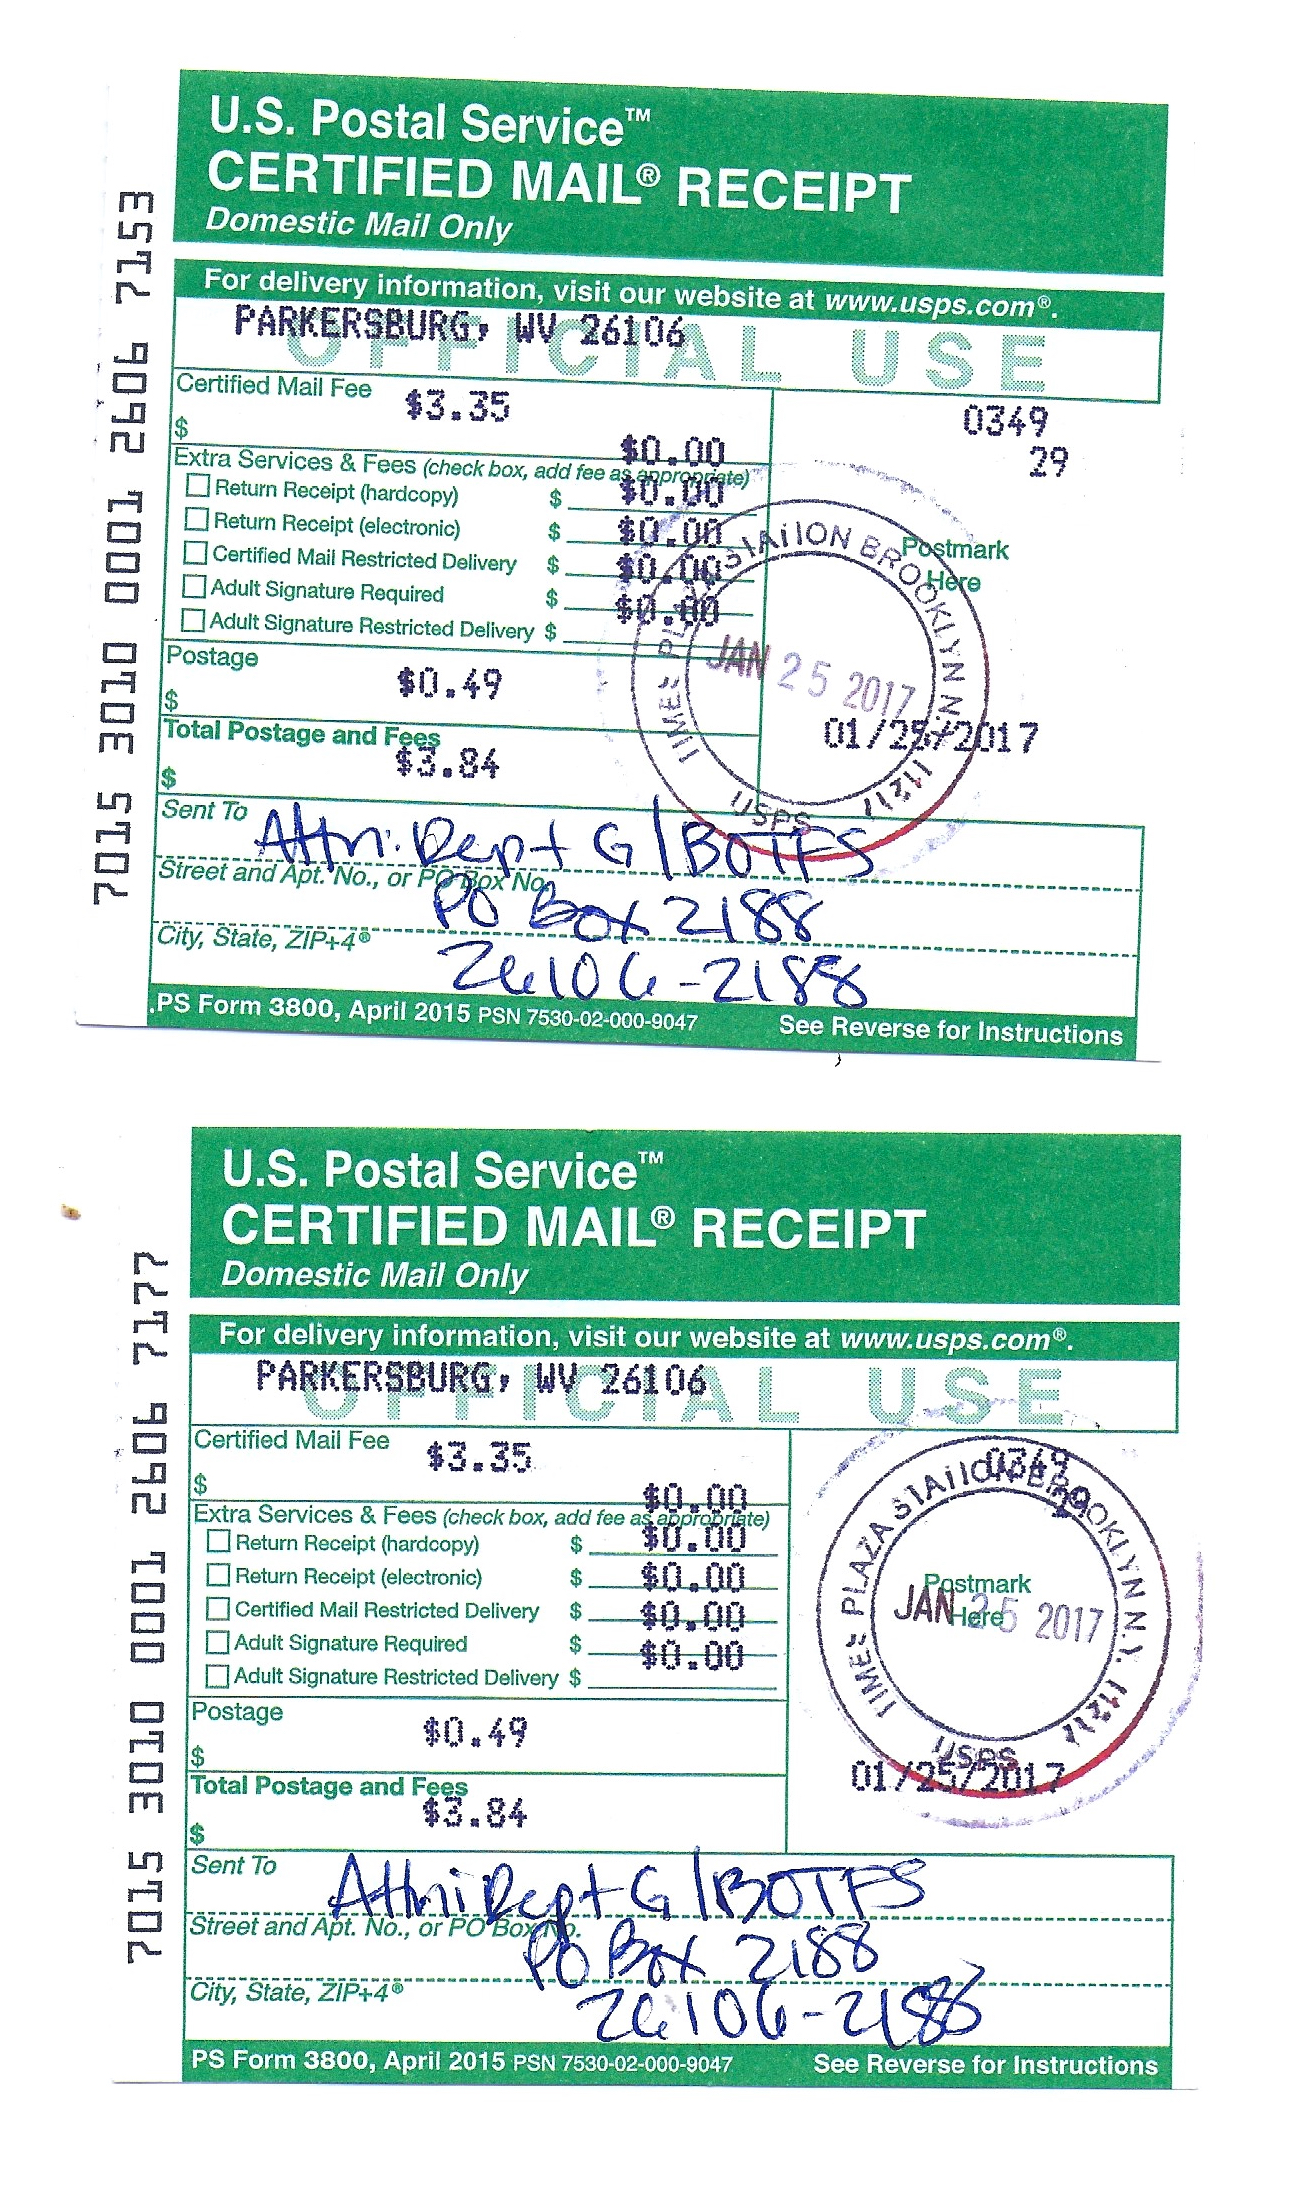 U.S. Postal Service™
CERTIFIED MAIL® RECEIPT
Domestic Mail Only
For delivery information, visit our website at www.usps.com®.
PARKERSBURG, WV 26106
OFFICIAL USE
Certified Mail Fee $3.35
$
0349
29
$0.00
Extra Services & Fees (check box, add fee as appropriate)
Return Receipt (hardcopy) $ $0.00
Return Receipt (electronic) $ $0.00
Certified Mail Restricted Delivery $ $0.00
Adult Signature Required $ $0.00
Adult Signature Restricted Delivery $
Postmark
Here
TIMES PLAZA STATION BROOKLYN N.Y. 11217
JAN 25 2017
USPS
Postage
$0.49
$
01/25/2017
Total Postage and Fees
$3.84
$
Sent To
Attn: Dept G/BOTFS
Street and Apt. No., or PO Box No.
PO Box 2188
City, State, ZIP+4®
26106-2188
PS Form 3800, April 2015 PSN 7530-02-000-9047 See Reverse for Instructions
7015 3010 0001 2606 7153
U.S. Postal Service™
CERTIFIED MAIL® RECEIPT
Domestic Mail Only
For delivery information, visit our website at www.usps.com®.
PARKERSBURG, WV 26106
OFFICIAL USE
Certified Mail Fee $3.35
$
0349
29
$0.00
Extra Services & Fees (check box, add fee as appropriate)
Return Receipt (hardcopy) $ $0.00
Return Receipt (electronic) $ $0.00
Certified Mail Restricted Delivery $ $0.00
Adult Signature Required $ $0.00
Adult Signature Restricted Delivery $
Postmark
Here
TIMES PLAZA STATION BROOKLYN N.Y. 11217
JAN 25 2017
USPS
Postage
$0.49
$
01/25/2017
Total Postage and Fees
$3.84
$
Sent To
Attn: Dept G/BOTFS
Street and Apt. No., or PO Box No.
PO Box 2188
City, State, ZIP+4®
26106-2188
PS Form 3800, April 2015 PSN 7530-02-000-9047 See Reverse for Instructions
7015 3010 0001 2606 7177